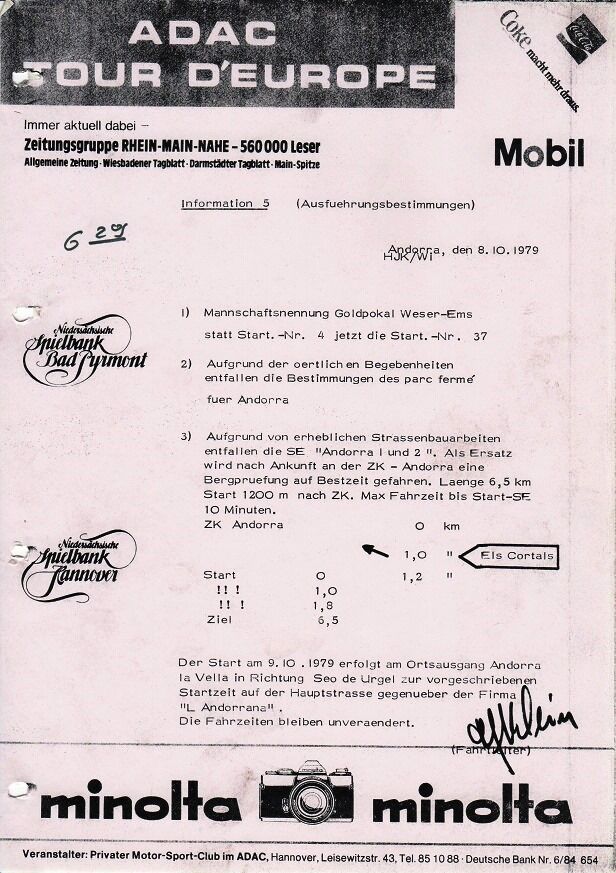 ADAC
TOUR D'EUROPE
Coke macht mehr draus.
Coca-Cola
Immer aktuell dabei –
Zeitungsgruppe RHEIN-MAIN-NAHE – 560 000 Leser
Allgemeine Zeitung · Wiesbadener Tagblatt · Darmstädter Tagblatt · Main-Spitze
Mobil
Information 5 (Ausfuehrungsbestimmungen)
6 29
Andorra, den 8.10.1979
HJK/Wi
1) Mannschaftsnennung Goldpokal Weser-Ems
statt Start.-Nr. 4 jetzt die Start.-Nr. 37
Niedersächsische
Spielbank
Bad Pyrmont
2) Aufgrund der oertlichen Begebenheiten
entfallen die Bestimmungen des parc fermé
fuer Andorra
3) Aufgrund von erheblichen Strassenbauarbeiten
entfallen die SE "Andorra 1 und 2 ". Als Ersatz
wird nach Ankunft an der ZK - Andorra eine
Bergpruefung auf Bestzeit gefahren. Laenge 6,5 km
Start 1200 m nach ZK. Max Fahrzeit bis Start-SE
10 Minuten.
ZK Andorra 0 km
1,0 " Els Cortals
Start 0 1,2 "
!! ! 1,0
!! ! 1,8
Ziel 6,5
Niedersächsische
Spielbank
Hannover
Der Start am 9.10.1979 erfolgt am Ortsausgang Andorra
la Vella in Richtung Seo de Urgel zur vorgeschriebenen
Startzeit auf der Hauptstrasse gegenueber der Firma
"L Andorrana".
Die Fahrzeiten bleiben unveraendert.
(Fahrtleiter)
minolta minolta
Veranstalter: Privater Motor-Sport-Club im ADAC, Hannover, Leisewitzstr. 43, Tel. 85 10 88 · Deutsche Bank Nr. 6/84 654